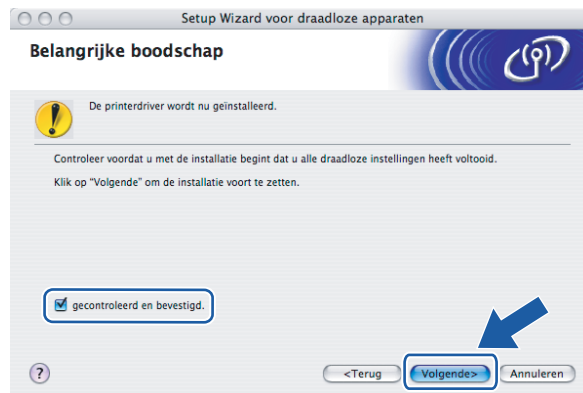 Setup Wizard voor draadloze apparaten
Belangrijke boodschap
De printerdriver wordt nu geïnstalleerd.
Controleer voordat u met de installatie begint dat u alle draadloze instellingen heeft voltooid.
Klik op "Volgende" om de installatie voort te zetten.
gecontroleerd en bevestigd.
?
<Terug
Volgende>
Annuleren